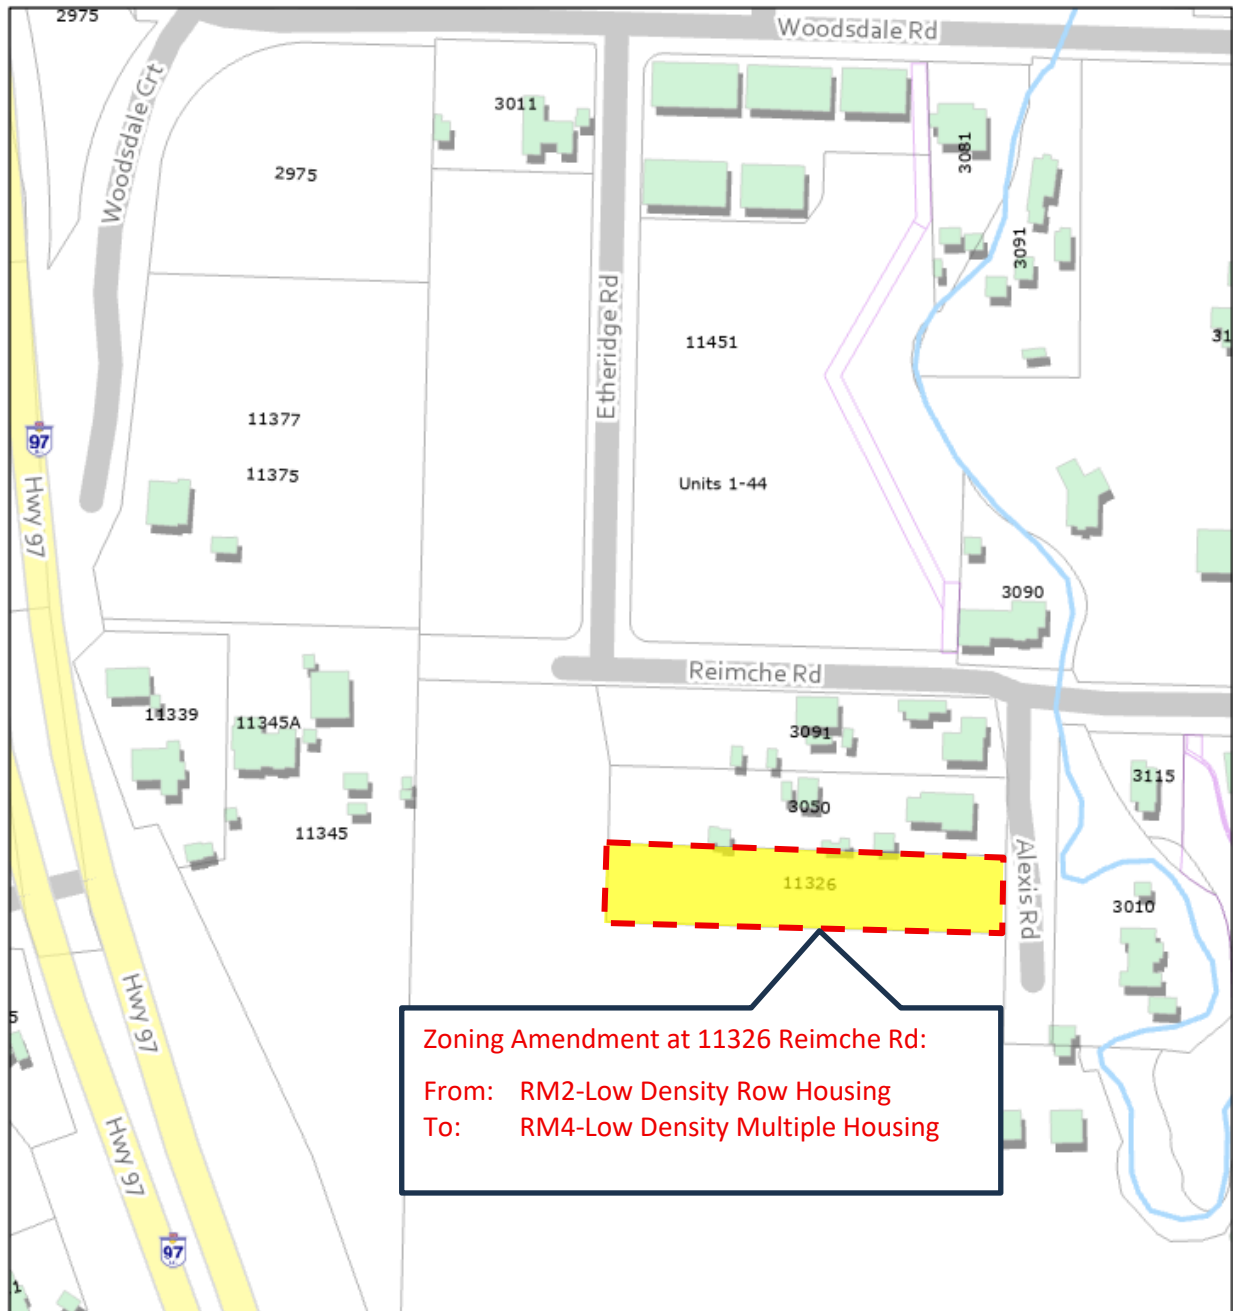 2975
Woodsdale Rd
Woodsdale Crt
3011
2975
3081
3091
Etheridge Rd
11451
31
11377
97
11375
Units 1-44
Hwy 97
3090
Reimche Rd
11339
11345A
3091
3115
3050
11345
Alexis Rd
11326
3010
Hwy 97
5
Zoning Amendment at 11326 Reimche Rd:
From: RM2-Low Density Row Housing
To: RM4-Low Density Multiple Housing
Hwy 97
97
1